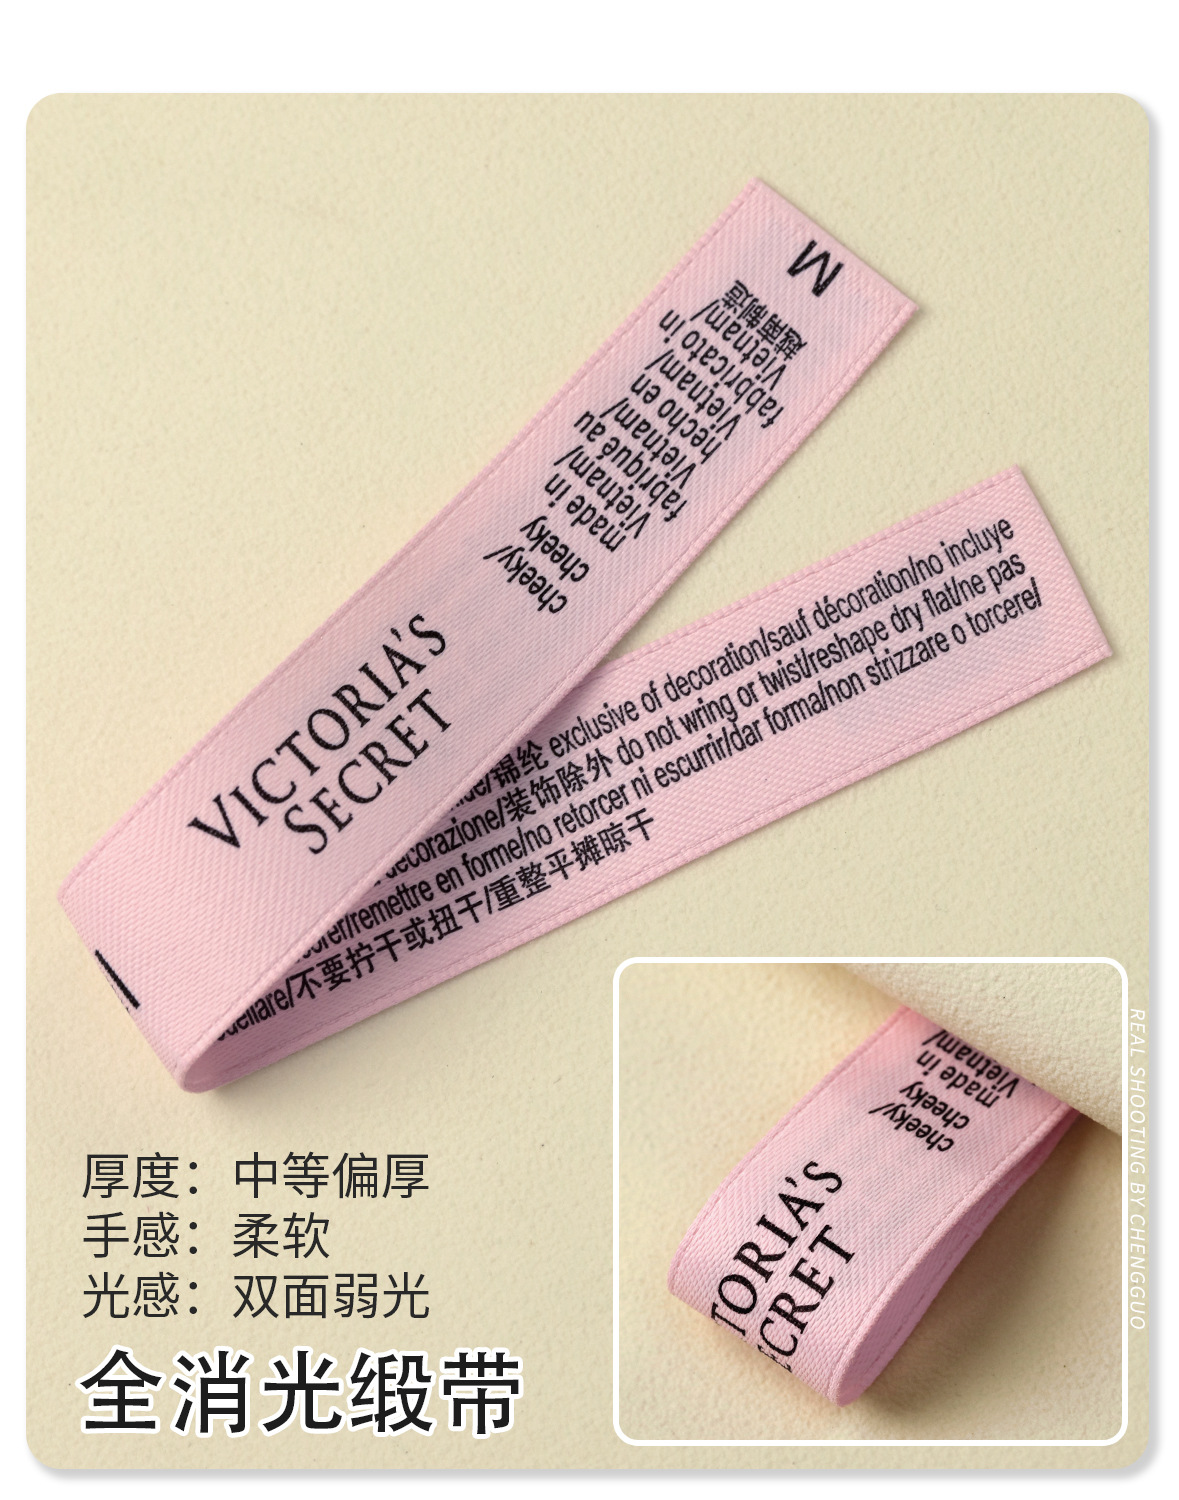 M
越南制造
Vietnam/
fabbricato in
Vietnam/
hecho en
Vietnam/
fabriqué au
Vietnam/
made in
cheeky
cheeky/
VICTORIA'S
SECRET
/锦纶 exclusive of decoration/sauf décoration/no incluye
decorazione/装饰除外 do not wring or twist/reshape dry flat/ne pas
/remettre en forme/no retorcer ni escurrir/dar forma/non strizzare o torcere/
/不要拧干或扭干/重整平摊晾干
厚度：中等偏厚
手感：柔软
光感：双面弱光
全消光缎带
Vietnam/
made in
cheeky
cheeky/
TORIA'S
CRET
REAL SHOOTING BY CHENGGUO